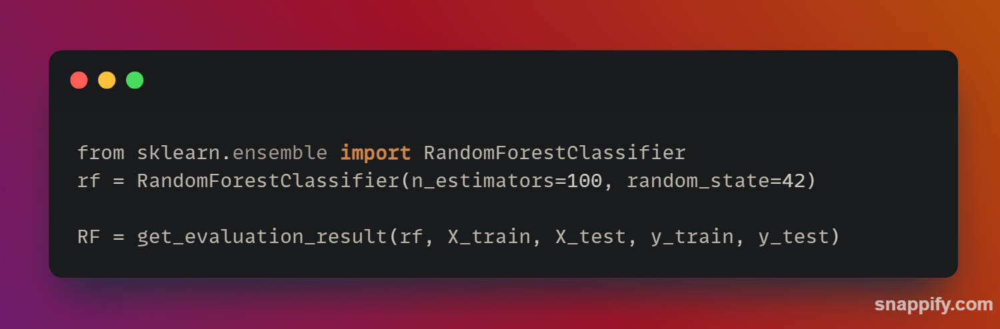 from sklearn.ensemble import RandomForestClassifier
rf = RandomForestClassifier(n_estimators=100, random_state=42)
RF = get_evaluation_result(rf, X_train, X_test, y_train, y_test)
snappify.com